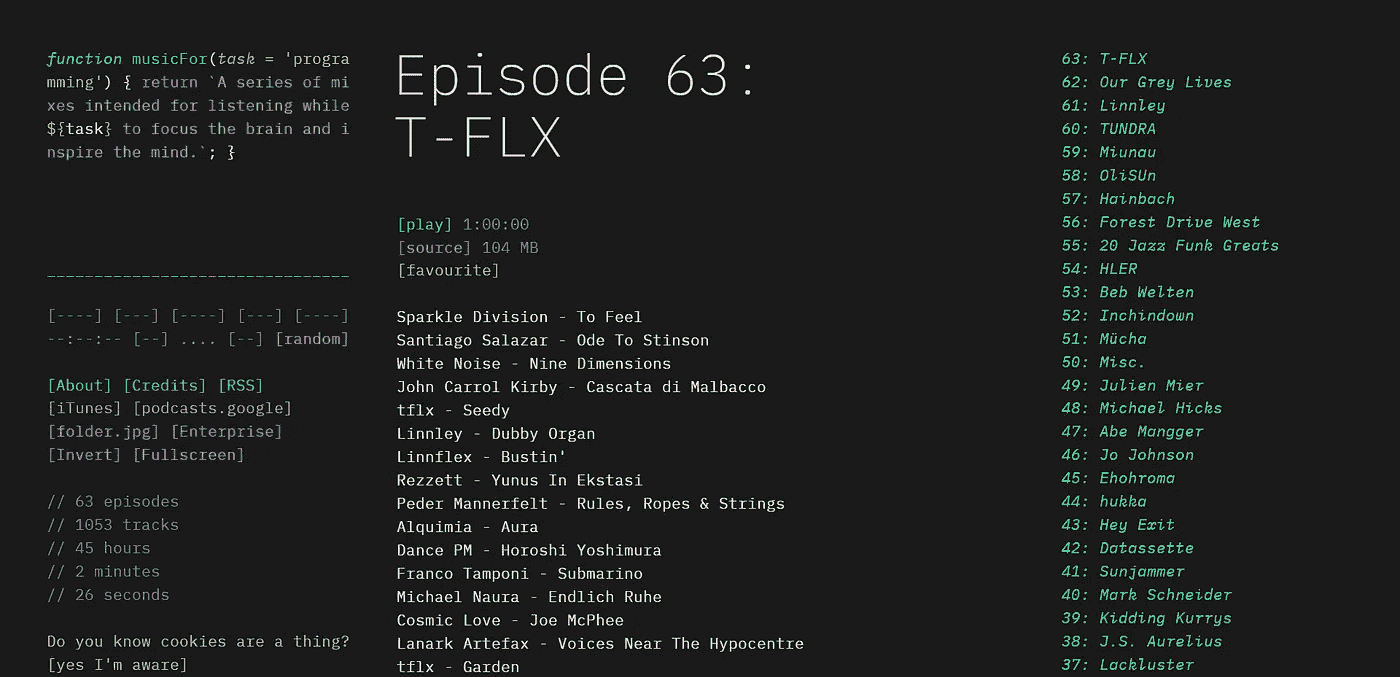 function musicFor(task = 'progra
mming') { return `A series of mi
xes intended for listening while
${task} to focus the brain and i
nspire the mind.`; }
________________________________
[----] [---] [----] [---] [----]
--:--:-- [--] .... [--] [random]
[About] [Credits] [RSS]
[iTunes] [podcasts.google]
[folder.jpg] [Enterprise]
[Invert] [Fullscreen]
// 63 episodes
// 1053 tracks
// 45 hours
// 2 minutes
// 26 seconds
Do you know cookies are a thing?
[yes I'm aware]
Episode 63:
T-FLX
[play] 1:00:00
[source] 104 MB
[favourite]
Sparkle Division - To Feel
Santiago Salazar - Ode To Stinson
White Noise - Nine Dimensions
John Carrol Kirby - Cascata di Malbacco
tflx - Seedy
Linnley - Dubby Organ
Linnflex - Bustin'
Rezzett - Yunus In Ekstasi
Peder Mannerfelt - Rules, Ropes & Strings
Alquimia - Aura
Dance PM - Horoshi Yoshimura
Franco Tamponi - Submarino
Michael Naura - Endlich Ruhe
Cosmic Love - Joe McPhee
Lanark Artefax - Voices Near The Hypocentre
tflx - Garden
63: T-FLX
62: Our Grey Lives
61: Linnley
60: TUNDRA
59: Miunau
58: OliSUn
57: Hainbach
56: Forest Drive West
55: 20 Jazz Funk Greats
54: HLER
53: Beb Welten
52: Inchindown
51: Mücha
50: Misc.
49: Julien Mier
48: Michael Hicks
47: Abe Mangger
46: Jo Johnson
45: Ehohroma
44: hukka
43: Hey Exit
42: Datassette
41: Sunjammer
40: Mark Schneider
39: Kidding Kurrys
38: J.S. Aurelius
37: Lackluster